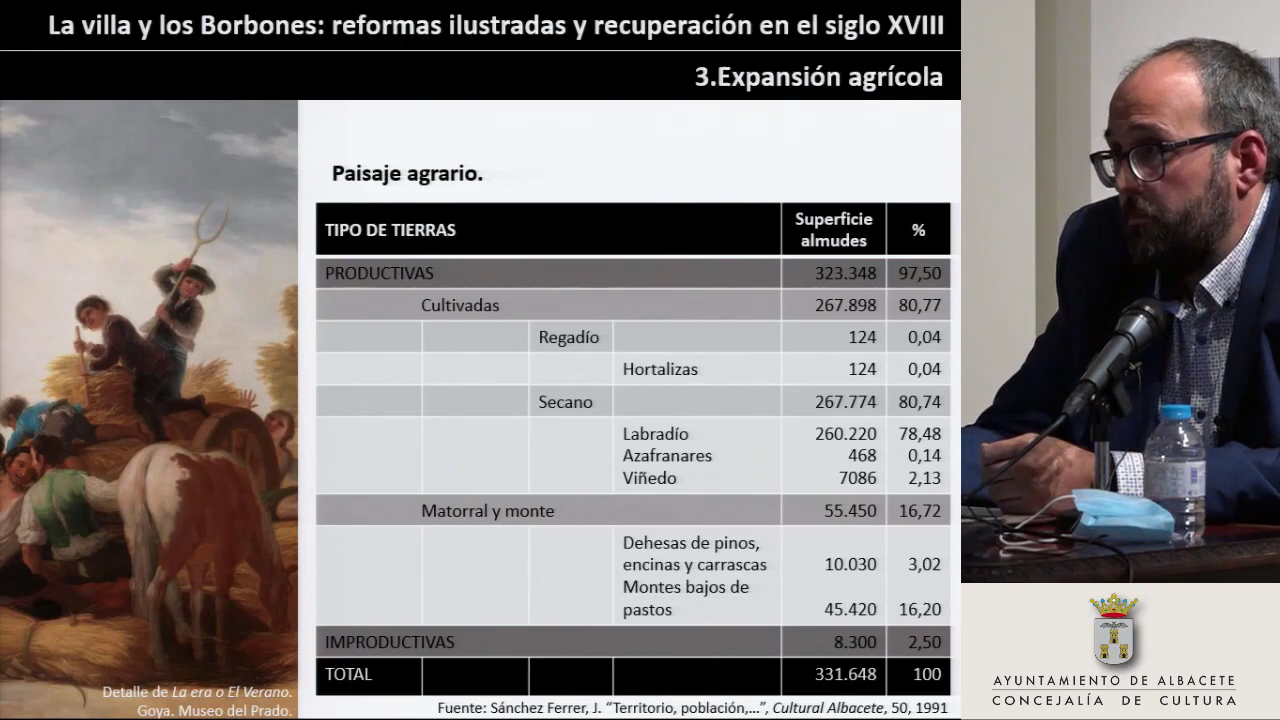 La villa y los Borbones: reformas ilustradas y recuperación en el siglo XVIII
3.Expansión agrícola
Paisaje agrario.
TIPO DE TIERRAS Superficie almudes %
PRODUCTIVAS 323.348 97,50
Cultivadas 267.898 80,77
Regadío 124 0,04
Hortalizas 124 0,04
Secano 267.774 80,74
Labradío 260.220 78,48
Azafranares 468 0,14
Viñedo 7086 2,13
Matorral y monte 55.450 16,72
Dehesas de pinos,
encinas y carrascas 10.030 3,02
Montes bajos de
pastos 45.420 16,20
IMPRODUCTIVAS 8.300 2,50
TOTAL 331.648 100
Detalle de La era o El Verano.
Goya. Museo del Prado.
Fuente: Sánchez Ferrer, J. “Territorio, población,...”, Cultural Albacete, 50, 1991
AYUNTAMIENTO DE ALBACETE
CONCEJALÍA DE CULTURA